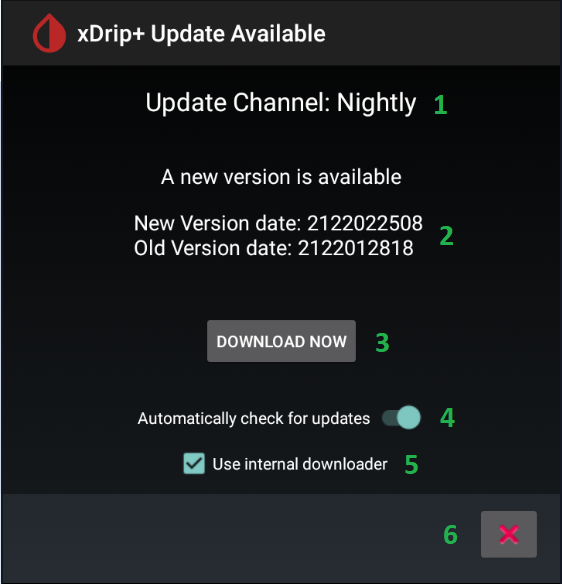 xDrip+ Update Available
Update Channel: Nightly 1
A new version is available
New Version date: 2122022508
Old Version date: 2122012818
2
DOWNLOAD NOW 3
Automatically check for updates 4
Use internal downloader 5
6